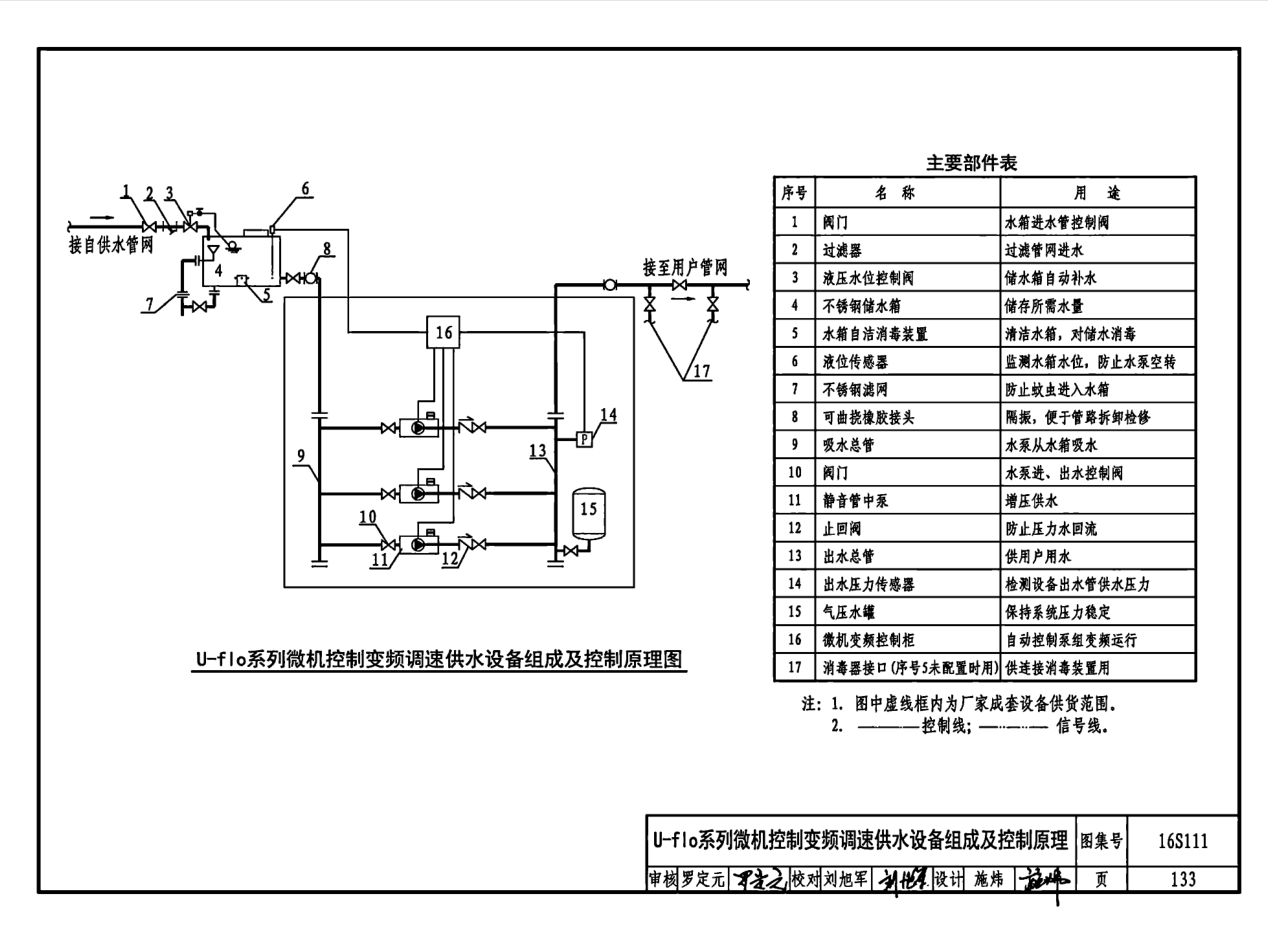 主要部件表
序号 名 称 用 途
1 阀门 水箱进水管控制阀
2 过滤器 过滤管网进水
3 液压水位控制阀 储水箱自动补水
4 不锈钢储水箱 储存所需水量
5 水箱自洁消毒装置 清洁水箱，对储水消毒
6 液位传感器 监测水箱水位，防止水泵空转
7 不锈钢滤网 防止蚊虫进入水箱
8 可曲挠橡胶接头 隔振，便于管路拆卸检修
9 吸水总管 水泵从水箱吸水
10 阀门 水泵进、出水控制阀
11 静音管中泵 增压供水
12 止回阀 防止压力水回流
13 出水总管 供用户用水
14 出水压力传感器 检测设备出水管供水压力
15 气压水罐 保持系统压力稳定
16 微机变频控制柜 自动控制泵组变频运行
17 消毒器接口(序号5未配置时用) 供连接消毒装置用
注：1. 图中虚线框内为厂家成套设备供货范围。
2. 控制线； 信号线。
1 2 3 6
接自供水管网
4
8
5
7
接至用户管网
16
17
14
P
13
9
15
10
11
12
U-flo系列微机控制变频调速供水设备组成及控制原理图
U-flo系列微机控制变频调速供水设备组成及控制原理 图集号 16S111
审核 罗定元 校对 刘旭军 设计 施炜 页 133